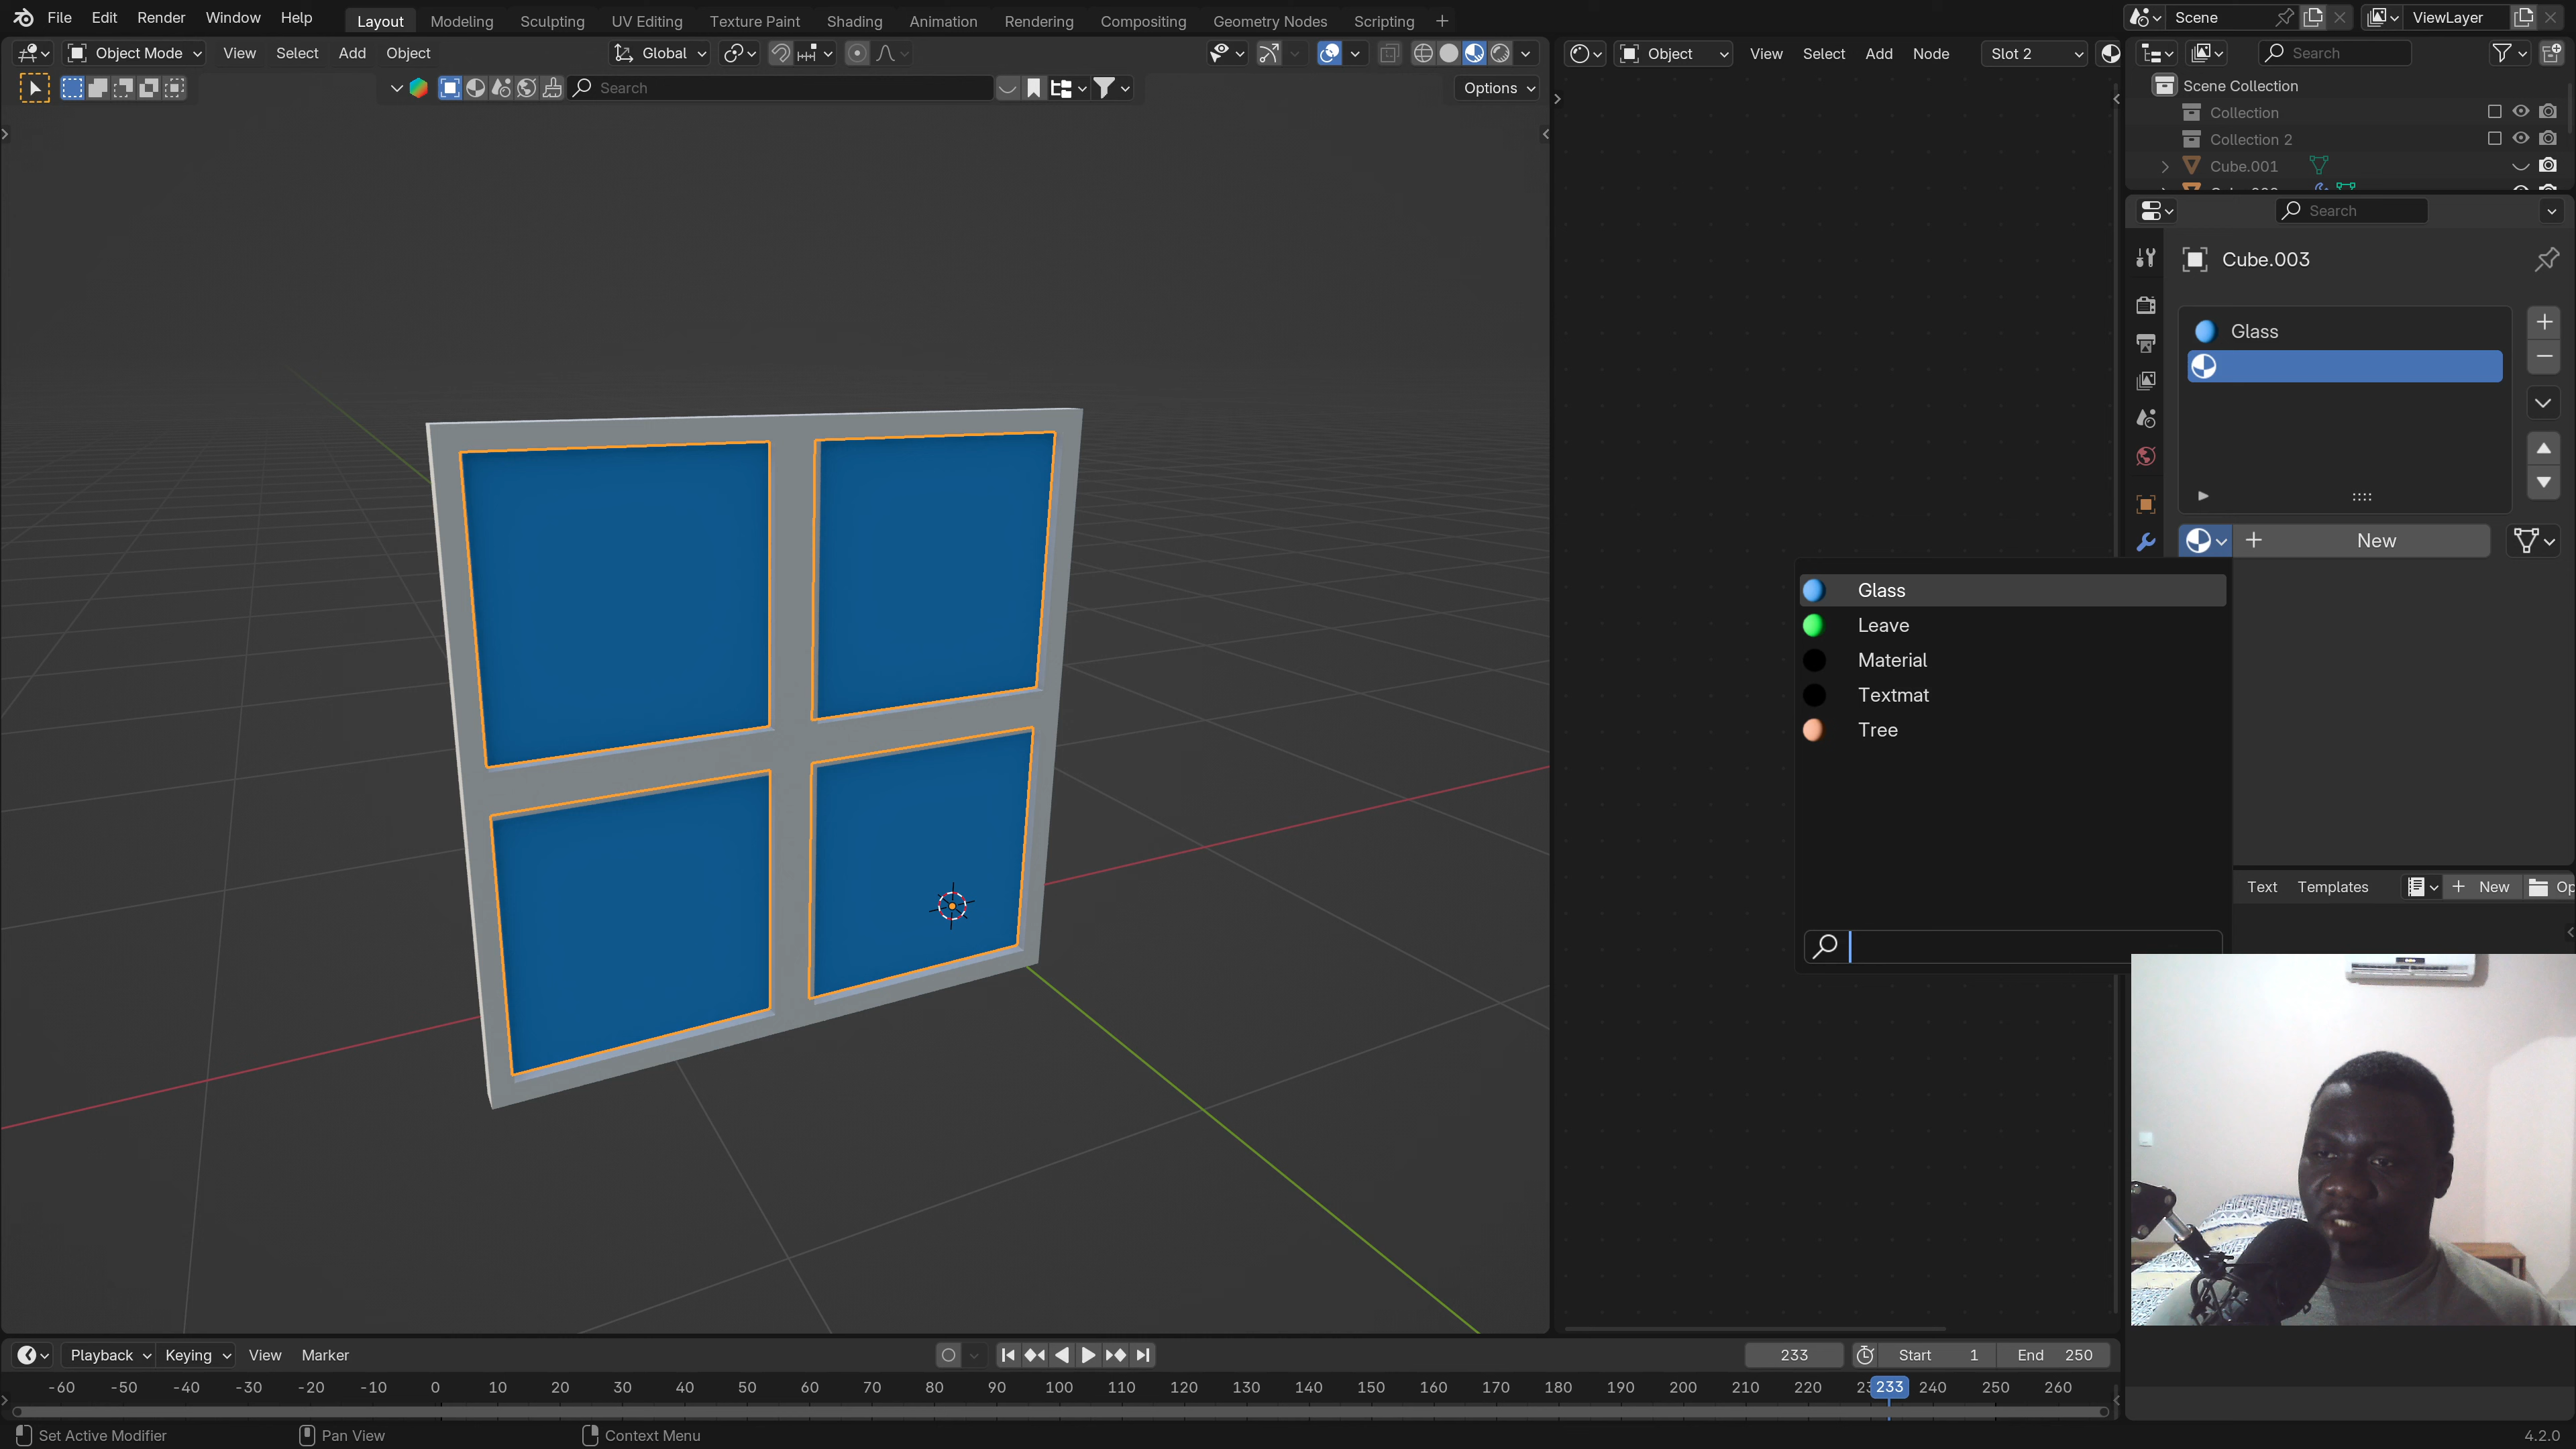 File Edit Render Window Help Layout Modeling Sculpting UV Editing Texture Paint Shading Animation Rendering Compositing Geometry Nodes Scripting Scene ViewLayer
Object Mode View Select Add Object Global Object View Select Add Node Slot 2 Search
Search Options
Scene Collection
Collection
Collection 2
Cube.001
Search
Cube.003
Glass
New
Glass
Leave
Material
Textmat
Tree
Text Templates New
Playback Keying View Marker 233 Start 1 End 250
-60 -50 -40 -30 -20 -10 0 10 20 30 40 50 60 70 80 90 100 110 120 130 140 150 160 170 180 190 200 210 220 233 240 250 260
Set Active Modifier Pan View Context Menu 4.2.0